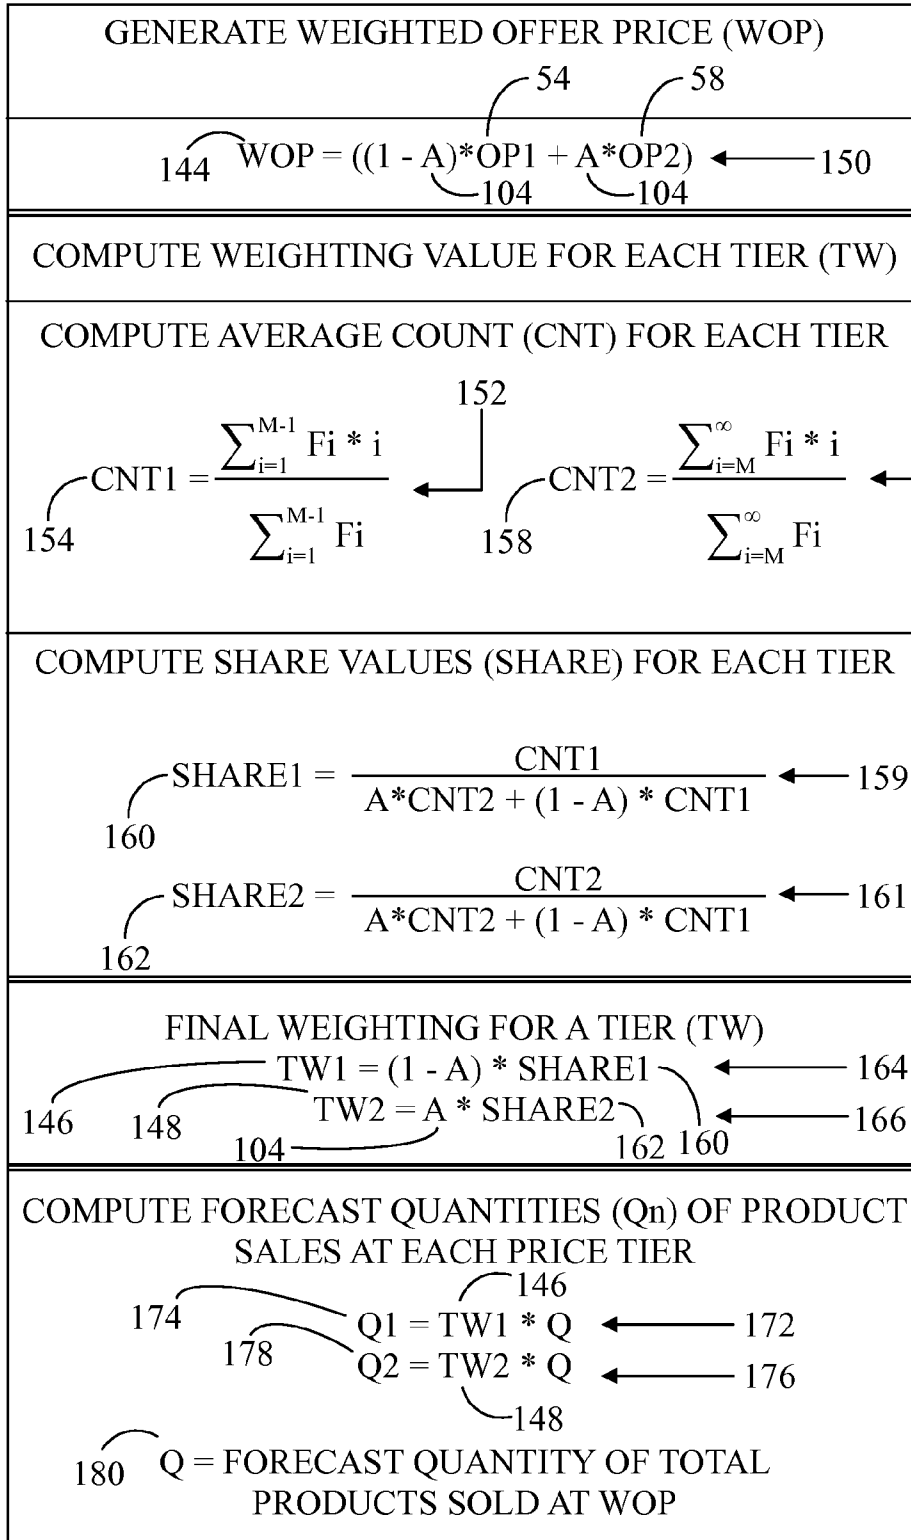 GENERATE WEIGHTED OFFER PRICE (WOP)
54 58
144 WOP = ((1 - A)*OP1 + A*OP2) 150
104 104
COMPUTE WEIGHTING VALUE FOR EACH TIER (TW)
COMPUTE AVERAGE COUNT (CNT) FOR EACH TIER
152
154 CNT1 = ∑_{i=1}^{M-1} Fi * i / ∑_{i=1}^{M-1} Fi
158 CNT2 = ∑_{i=M}^{∞} Fi * i / ∑_{i=M}^{∞} Fi
COMPUTE SHARE VALUES (SHARE) FOR EACH TIER
CNT1
SHARE1 = 159
A*CNT2 + (1 - A) * CNT1
160
CNT2
SHARE2 = 161
A*CNT2 + (1 - A) * CNT1
162
FINAL WEIGHTING FOR A TIER (TW)
TW1 = (1 - A) * SHARE1 164
146 148 TW2 = A * SHARE2 166
104 162 160
COMPUTE FORECAST QUANTITIES (Qn) OF PRODUCT
SALES AT EACH PRICE TIER
146
174 Q1 = TW1 * Q 172
178 Q2 = TW2 * Q 176
148
180 Q = FORECAST QUANTITY OF TOTAL
PRODUCTS SOLD AT WOP